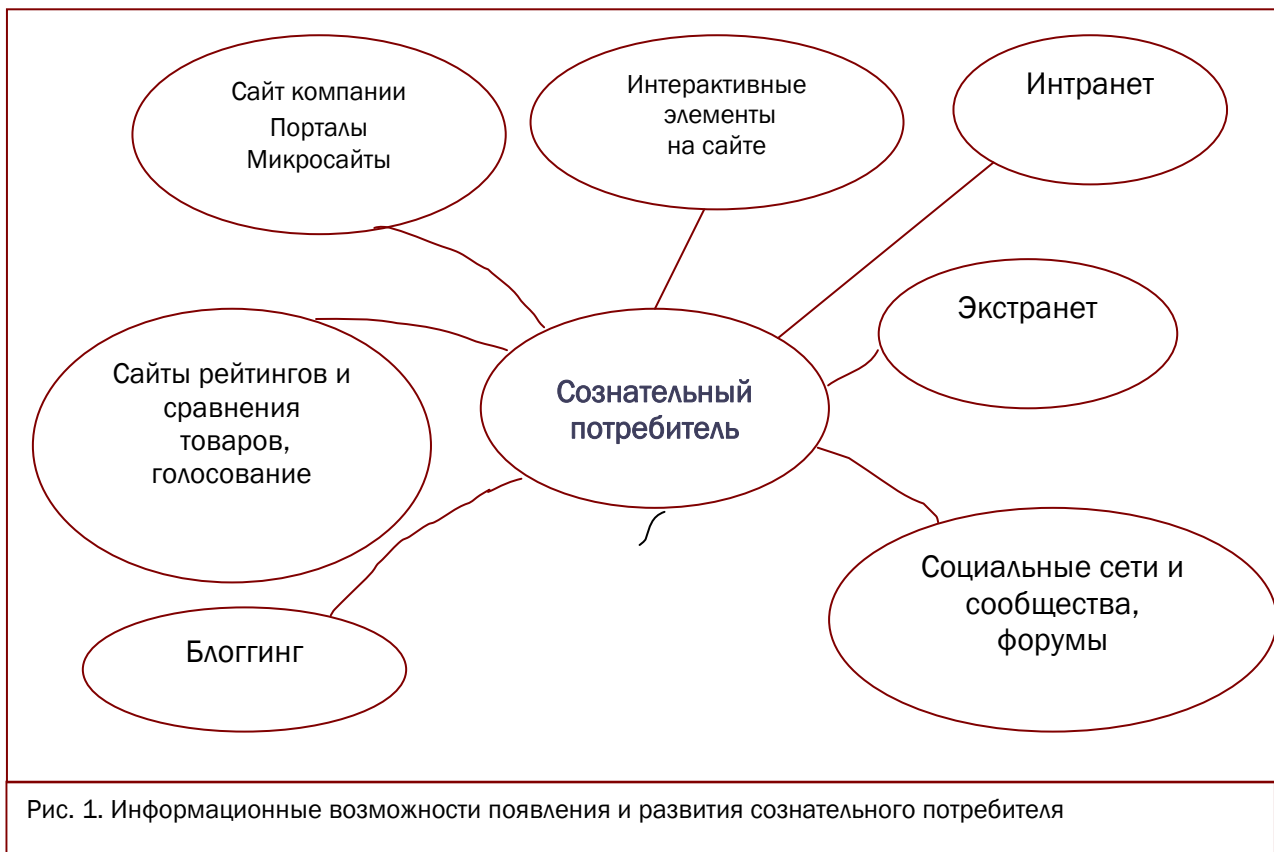 Сайт компании
Порталы
Микросайты
Интерактивные
элементы
на сайте
Интранет
Экстранет
Сайты рейтингов и
сравнения
товаров,
голосование
Сознательный
потребитель
Социальные сети и
сообщества,
форумы
Блоггинг
Рис. 1. Информационные возможности появления и развития сознательного потребителя